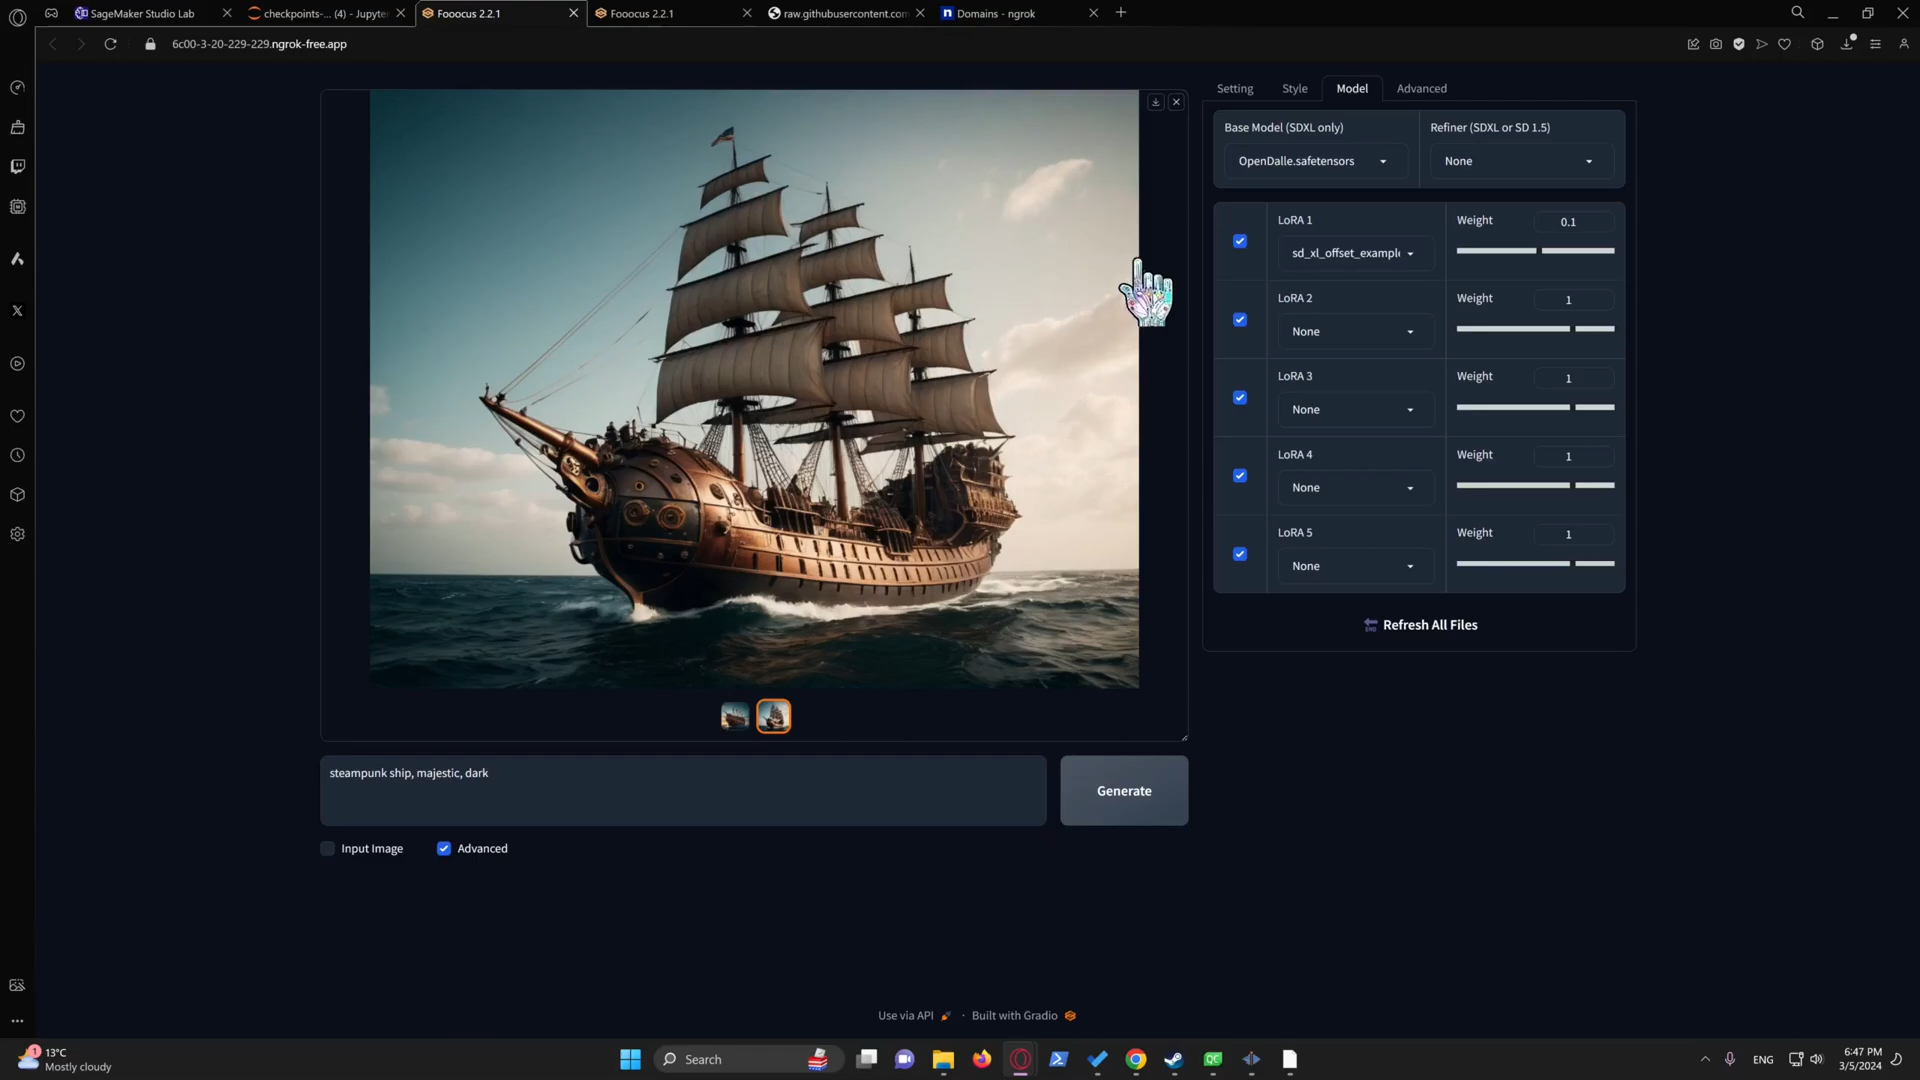 SageMaker Studio Lab
checkpoints-... (4) - Jupyte
Fooocus 2.2.1
Fooocus 2.2.1
raw.githubusercontent.com
Domains - ngrok
6c00-3-20-229-229.ngrok-free.app
Setting
Style
Model
Advanced
Base Model (SDXL only)
Refiner (SDXL or SD 1.5)
OpenDalle.safetensors
None
LoRA 1
Weight
0.1
sd_xl_offset_example
LoRA 2
Weight
1
None
LoRA 3
Weight
1
None
LoRA 4
Weight
1
None
LoRA 5
Weight
1
None
Refresh All Files
steampunk ship, majestic, dark
Generate
Input Image
Advanced
Use via API
·
Built with Gradio
1
13°C
Mostly cloudy
Search
ENG
6:47 PM
3/5/2024